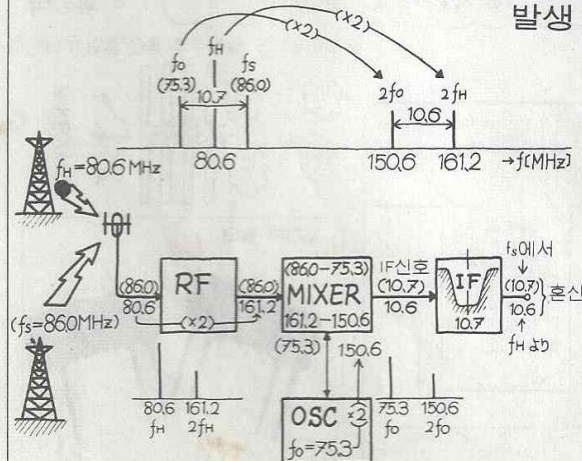 발생
(×2)
(×2)
fo fH fs
(75.3) (86.0)
10.7
2fo 2fH
10.6
80.6 150.6 161.2 →f[MHz]
fH=80.6MHz
(fs=86.0MHz)
(86.0)
80.6
RF
(×2)
(86.0)
161.2
(86.0-75.3)
MIXER
161.2-150.6
IF신호
(10.7)
10.6
IF
10.7
fs에서
(10.7)
10.6
혼신
fH より
(75.3) 150.6
80.6 161.2
fH 2fH
OSC ×2
fo=75.3
75.3 150.6
fo 2fo